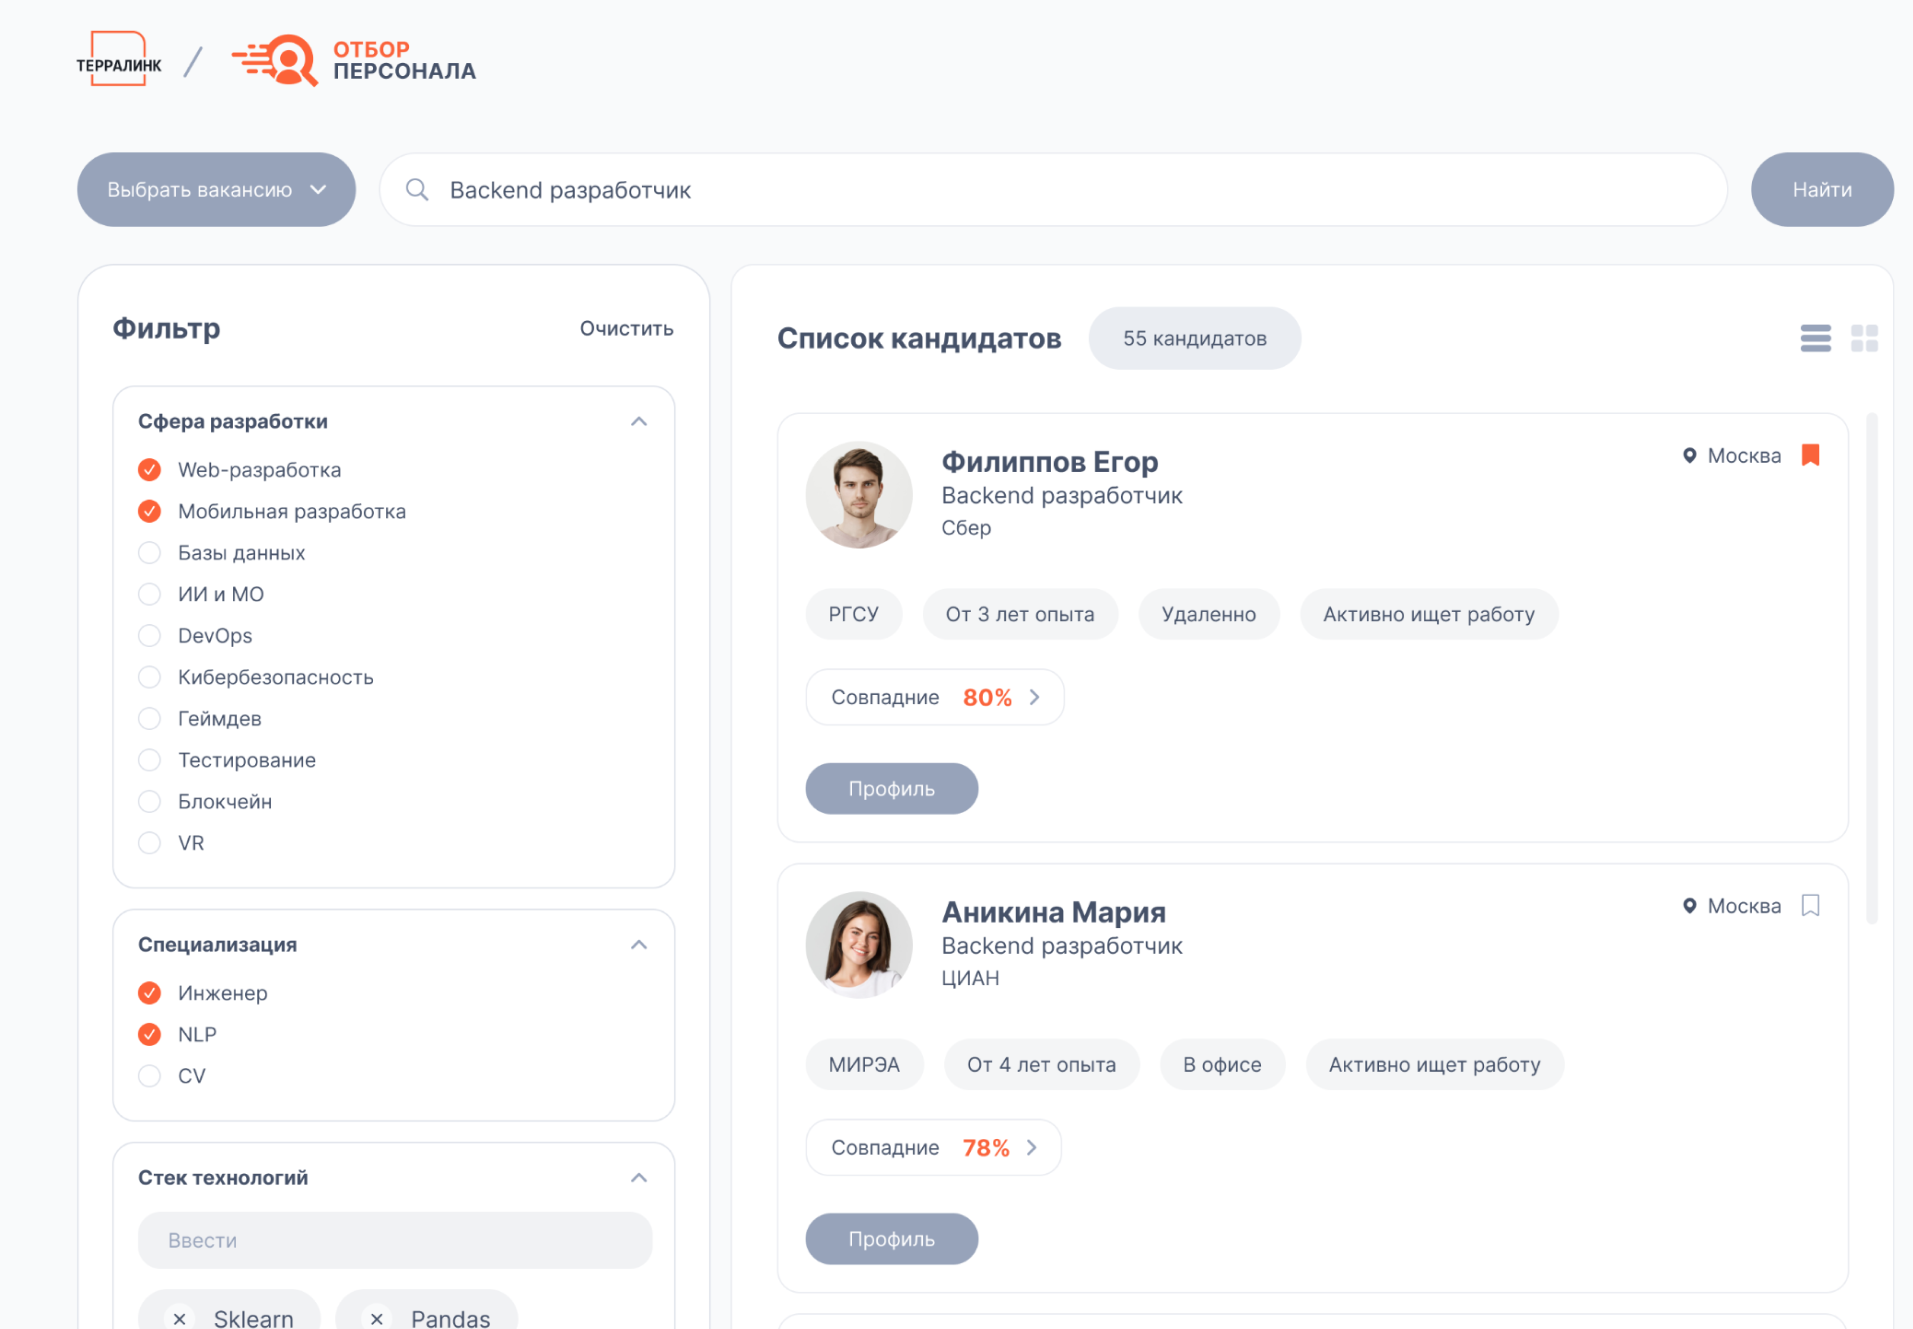 ТЕРРАЛИНК
ОТБОР
ПЕРСОНАЛА
Выбрать вакансию
Backend разработчик
Найти
Фильтр
Очистить
Сфера разработки
Web-разработка
Мобильная разработка
Базы данных
ИИ и МО
DevOps
Кибербезопасность
Геймдев
Тестирование
Блокчейн
VR
Специализация
Инженер
NLP
CV
Стек технологий
Ввести
Sklearn
Pandas
Список кандидатов
55 кандидатов
Филиппов Егор
Москва
Backend разработчик
Сбер
РГСУ
От 3 лет опыта
Удаленно
Активно ищет работу
Совпадние 80%
Профиль
Аникина Мария
Москва
Backend разработчик
ЦИАН
МИРЭА
От 4 лет опыта
В офисе
Активно ищет работу
Совпадние 78%
Профиль